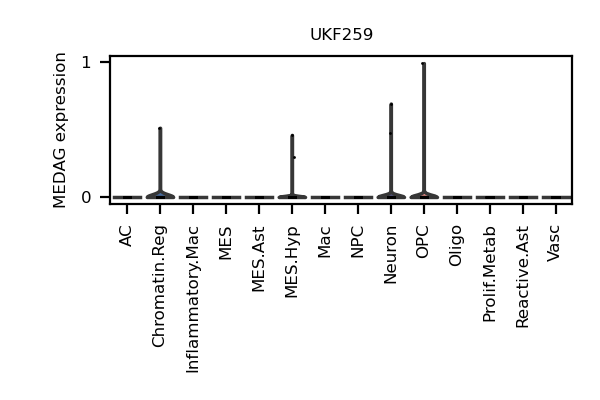 UKF259
MEDAG expression
1
0
AC
Chromatin.Reg
Inflammatory.Mac
MES
MES.Ast
MES.Hyp
Mac
NPC
Neuron
OPC
Oligo
Prolif.Metab
Reactive.Ast
Vasc